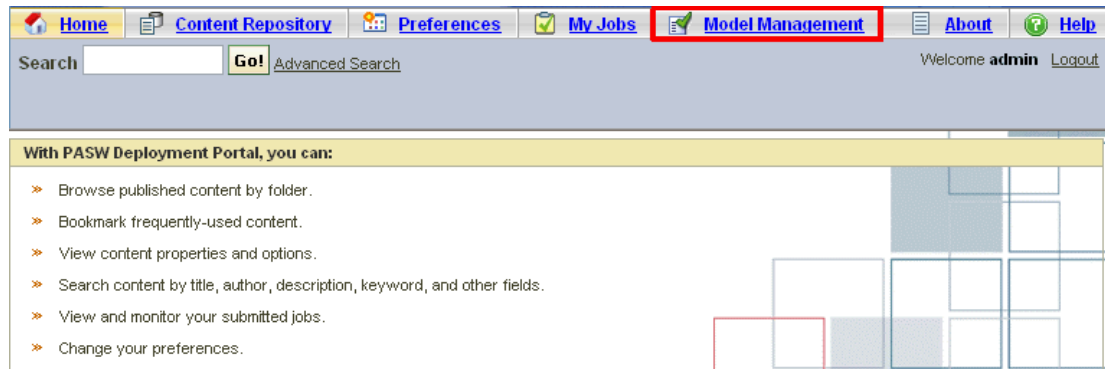 Home Content Repository Preferences My Jobs Model Management About Help
Search Go! Advanced Search Welcome admin Logout
With PASW Deployment Portal, you can:
» Browse published content by folder.
» Bookmark frequently-used content.
» View content properties and options.
» Search content by title, author, description, keyword, and other fields.
» View and monitor your submitted jobs.
» Change your preferences.